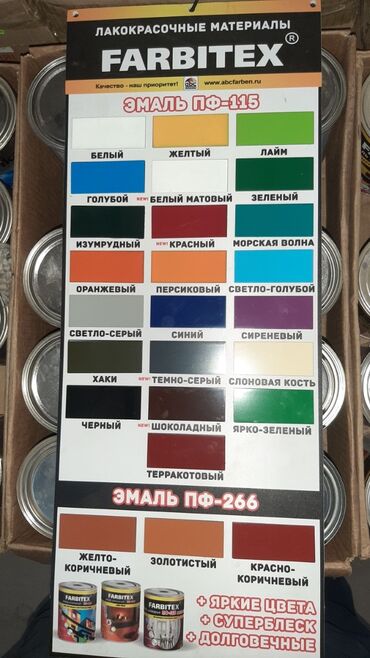 ЛАКОКРАСОЧНЫЕ МАТЕРИАЛЫ
FARBITEX®
Качество - наш приоритет! abc www.abcfarben.ru
ЭМАЛЬ ПФ-115
БЕЛЫЙ ЖЕЛТЫЙ ЛАЙМ
ГОЛУБОЙ NEW! БЕЛЫЙ МАТОВЫЙ ЗЕЛЕНЫЙ
ИЗУМРУДНЫЙ NEW! КРАСНЫЙ МОРСКАЯ ВОЛНА
ОРАНЖЕВЫЙ ПЕРСИКОВЫЙ СВЕТЛО-ГОЛУБОЙ
СВЕТЛО-СЕРЫЙ СИНИЙ СИРЕНЕВЫЙ
ХАКИ NEW! ТЕМНО-СЕРЫЙ СЛОНОВАЯ КОСТЬ
ЧЕРНЫЙ NEW! ШОКОЛАДНЫЙ ЯРКО-ЗЕЛЕНЫЙ
ТЕРРАКОТОВЫЙ
ЭМАЛЬ ПФ-266
ЖЕЛТО-
КОРИЧНЕВЫЙ
ЗОЛОТИСТЫЙ
КРАСНО-
КОРИЧНЕВЫЙ
FARBITEX FARBITEX FARBITEX
+ ЯРКИЕ ЦВЕТА
+ СУПЕРБЛЕСК
+ ДОЛГОВЕЧНЫЕ